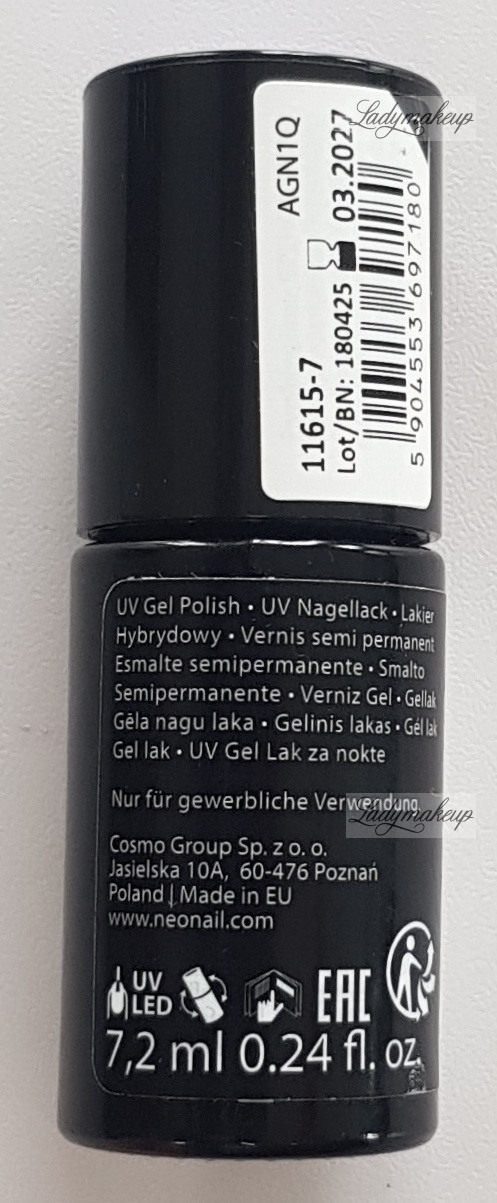 AGN1Q
11615-7
03.2027
Lot/BN: 180425
5 904553 697180
Ladymakeup
UV Gel Polish • UV Nagellack • Lakier
Hybrydowy • Vernis semi permanent
Esmalte semipermanente • Smalto
Semipermanente • Verniz Gel • Gellak
Gēla nagu laka • Gelinis lakas • Gél lak
Gel lak • UV Gel Lak za nokte
Nur für gewerbliche Verwendung.
Ladymakeup
Cosmo Group Sp. z o. o.
Jasielska 10A, 60-476 Poznań
Poland | Made in EU
www.neonail.com
UV
LED
EAC
7,2 ml 0.24 fl. oz.